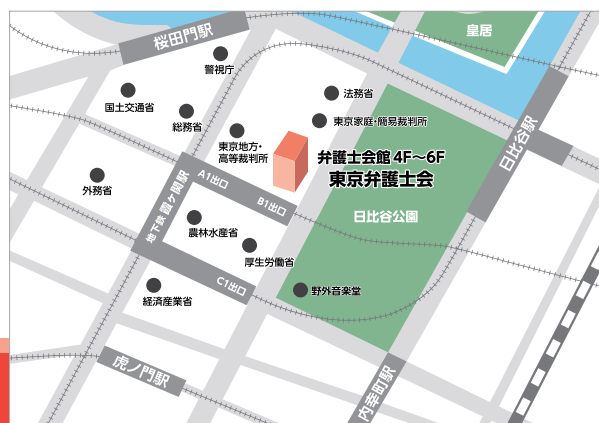 皇居
桜田門駅
警視庁
国土交通省
法務省
総務省
東京家庭・簡易裁判所
東京地方・
高等裁判所
日比谷駅
弁護士会館 4F〜6F
東京弁護士会
外務省
A1出口
B1出口
地下鉄 霞ヶ関駅
日比谷公園
農林水産省
厚生労働省
C1出口
経済産業省
野外音楽堂
虎ノ門駅
内幸町駅